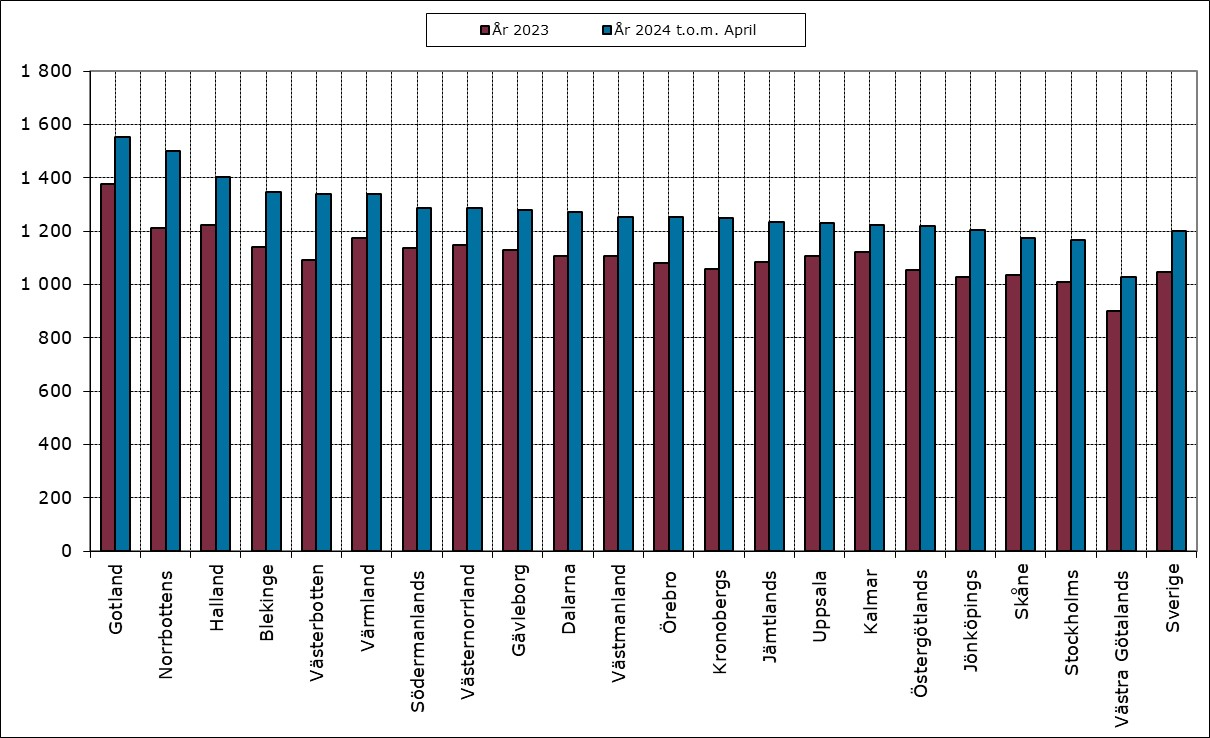 År 2023 År 2024 t.o.m. April
1 800
1 600
1 400
1 200
1 000
800
600
400
200
0
Gotland
Norrbottens
Halland
Blekinge
Västerbotten
Värmland
Södermanlands
Västernorrland
Gävleborg
Dalarna
Västmanland
Örebro
Kronobergs
Jämtlands
Uppsala
Kalmar
Östergötlands
Jönköpings
Skåne
Stockholms
Västra Götalands
Sverige